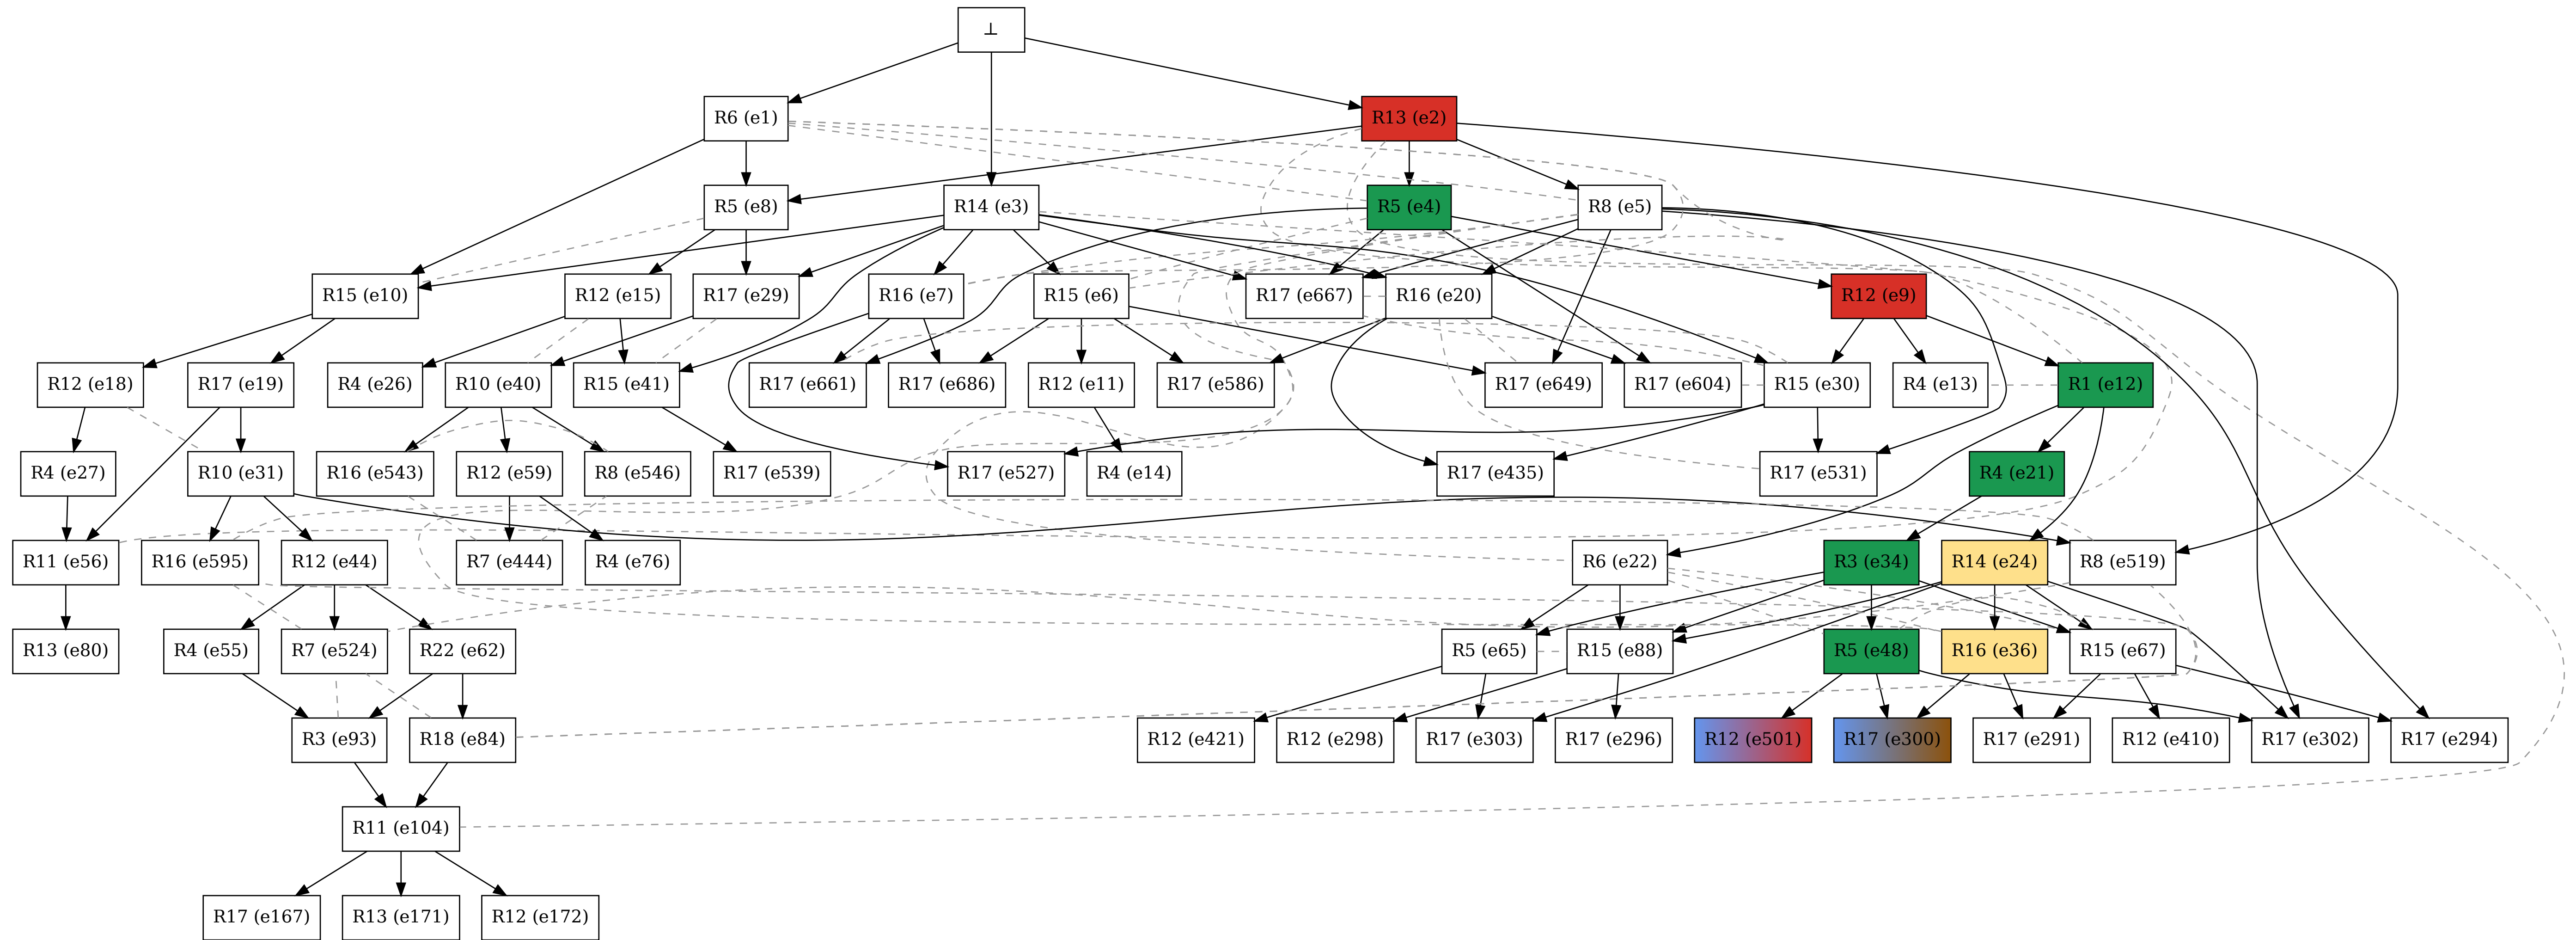 ⊥
R6 (e1)
R13 (e2)
R5 (e8)
R14 (e3)
R5 (e4)
R8 (e5)
R15 (e10)
R12 (e15)
R17 (e29)
R16 (e7)
R15 (e6)
R17 (e667)
R16 (e20)
R12 (e9)
R12 (e18)
R17 (e19)
R4 (e26)
R10 (e40)
R15 (e41)
R17 (e661)
R17 (e686)
R12 (e11)
R17 (e586)
R17 (e649)
R17 (e604)
R15 (e30)
R4 (e13)
R1 (e12)
R4 (e27)
R10 (e31)
R16 (e543)
R12 (e59)
R8 (e546)
R17 (e539)
R17 (e527)
R4 (e14)
R17 (e435)
R17 (e531)
R4 (e21)
R11 (e56)
R16 (e595)
R12 (e44)
R7 (e444)
R4 (e76)
R6 (e22)
R3 (e34)
R14 (e24)
R8 (e519)
R13 (e80)
R4 (e55)
R7 (e524)
R22 (e62)
R5 (e65)
R15 (e88)
R5 (e48)
R16 (e36)
R15 (e67)
R3 (e93)
R18 (e84)
R12 (e421)
R12 (e298)
R17 (e303)
R17 (e296)
R12 (e501)
R17 (e300)
R17 (e291)
R12 (e410)
R17 (e302)
R17 (e294)
R11 (e104)
R17 (e167)
R13 (e171)
R12 (e172)